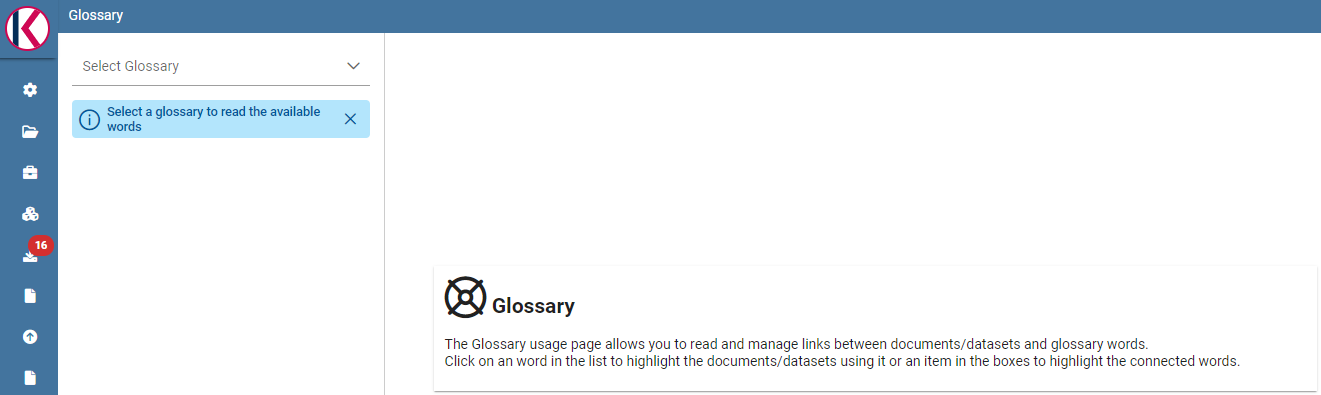 Glossary
Select Glossary
Select a glossary to read the available
words
16
Glossary
The Glossary usage page allows you to read and manage links between documents/datasets and glossary words.
Click on an word in the list to highlight the documents/datasets using it or an item in the boxes to highlight the connected words.